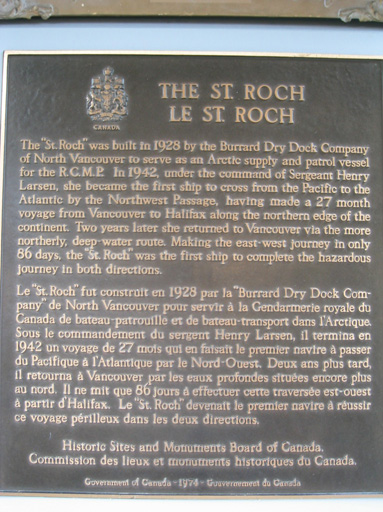 CANADA
THE ST. ROCH
LE ST. ROCH
The "St. Roch" was built in 1928 by the Burrard Dry Dock Company
of North Vancouver to serve as an Arctic supply and patrol vessel
for the R.C.M.P. In 1942, under the command of Sergeant Henry
Larsen, she became the first ship to cross from the Pacific to the
Atlantic by the Northwest Passage, having made a 27 month
voyage from Vancouver to Halifax along the northern edge of the
continent. Two years later she returned to Vancouver via the more
northerly, deep-water route. Making the east-west journey in only
86 days, the "St. Roch" was the first ship to complete the hazardous
journey in both directions.
Le "St. Roch" fut construit en 1928 par la "Burrard Dry Dock Com-
pany" de North Vancouver pour servir à la Gendarmerie royale du
Canada de bateau-patrouille et de bateau-transport dans l'Arctique.
Sous le commandement du sergent Henry Larsen, il termina en
1942 un voyage de 27 mois qui en faisait le premier navire à passer
du Pacifique à l'Atlantique par le Nord-Ouest. Deux ans plus tard,
il retourna à Vancouver par les eaux profondes situées encore plus
au nord. Il ne mit que 86 jours à effectuer cette traversée est-ouest
à partir d'Halifax. Le "St. Roch" devenait le premier navire à réussir
ce voyage périlleux dans les deux directions.
Historic Sites and Monuments Board of Canada.
Commission des lieux et monuments historiques du Canada.
Government of Canada - 1974 - Gouvernement du Canada